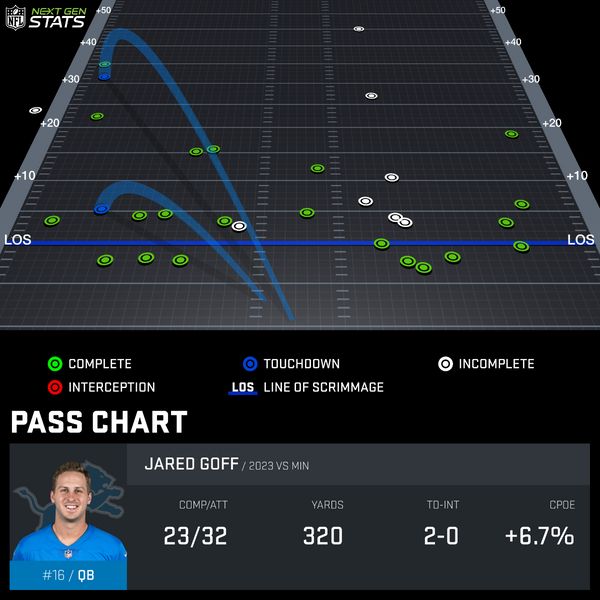 NFL NEXT GEN STATS
+50 +50
+40 +40
+30 +30
+20 +20
+10 +10
LOS LOS
COMPLETE TOUCHDOWN INCOMPLETE
INTERCEPTION LOS LINE OF SCRIMMAGE
PASS CHART
JARED GOFF / 2023 VS MIN
COMP/ATT YARDS TD-INT CPOE
23/32 320 2-0 +6.7%
#16 / QB